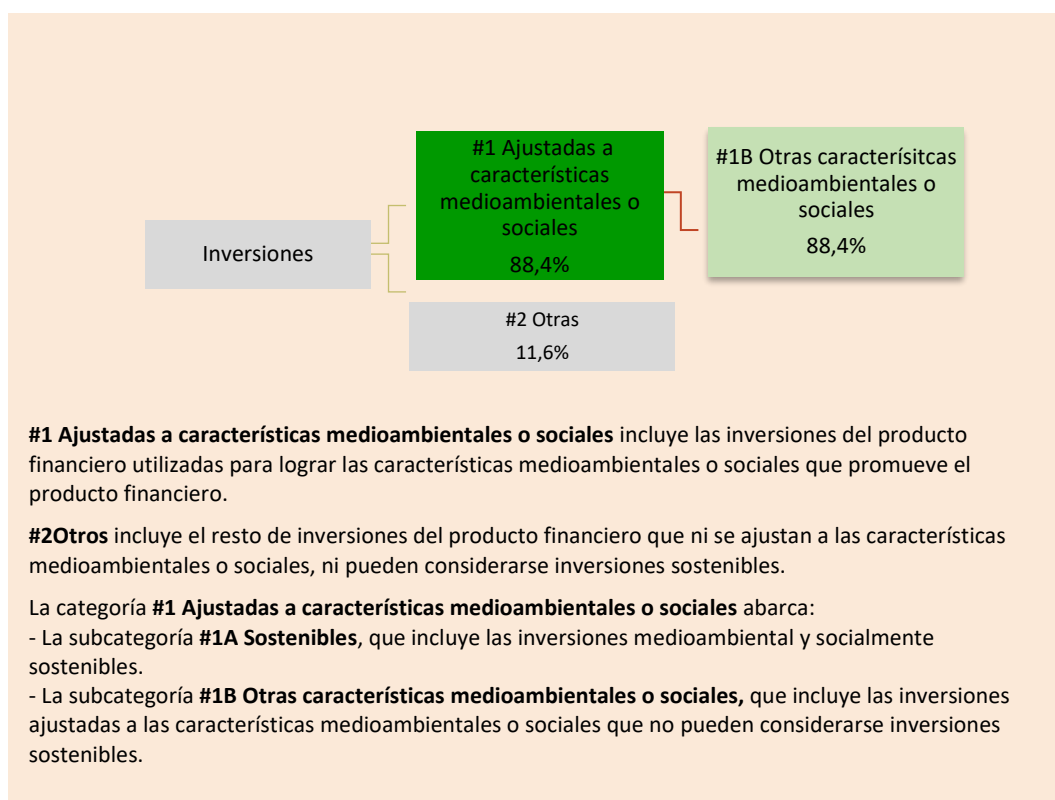 #1 Ajustadas a
características
medioambientales o
sociales
88,4%
#1B Otras caracterísitcas
medioambientales o
sociales
88,4%
Inversiones
#2 Otras
11,6%
#1 Ajustadas a características medioambientales o sociales incluye las inversiones del producto
financiero utilizadas para lograr las características medioambientales o sociales que promueve el
producto financiero.
#2Otros incluye el resto de inversiones del producto financiero que ni se ajustan a las características
medioambientales o sociales, ni pueden considerarse inversiones sostenibles.
La categoría #1 Ajustadas a características medioambientales o sociales abarca:
- La subcategoría #1A Sostenibles, que incluye las inversiones medioambiental y socialmente
sostenibles.
- La subcategoría #1B Otras características medioambientales o sociales, que incluye las inversiones
ajustadas a las características medioambientales o sociales que no pueden considerarse inversiones
sostenibles.